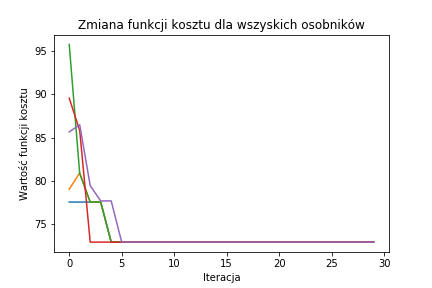 Zmiana funkcji kosztu dla wszyskich osobników
95
90
85
80
75
Wartość funkcji kosztu
0 5 10 15 20 25 30
Iteracja